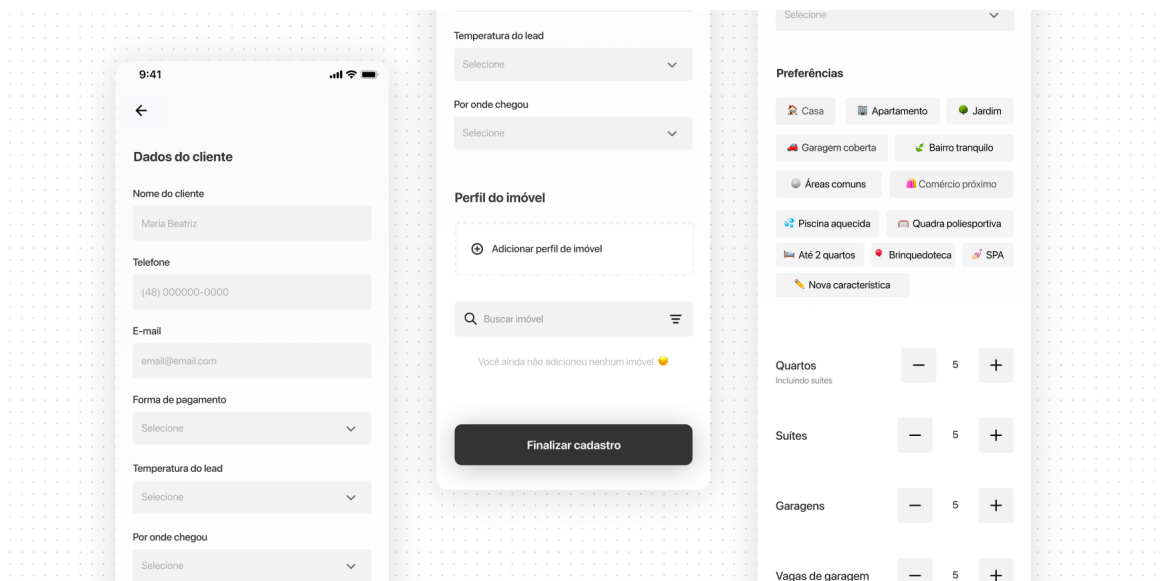 9:41
Dados do cliente
Nome do cliente
Maria Beatriz
Telefone
(48) 000000-0000
E-mail
email@email.com
Forma de pagamento
Selecione
Temperatura do lead
Selecione
Por onde chegou
Selecione
Temperatura do lead
Selecione
Por onde chegou
Selecione
Perfil do imóvel
Adicionar perfil de imóvel
Buscar imóvel
Você ainda não adicionou nenhum imóvel 😔
Finalizar cadastro
Selecione
Preferências
🏠 Casa 🏢 Apartamento 🌳 Jardim
🚗 Garagem coberta 🍃 Bairro tranquilo
Áreas comuns 🛍️ Comércio próximo
💦 Piscina aquecida 🥅 Quadra poliesportiva
🛏️ Até 2 quartos 🎈 Brinquedoteca 💅 SPA
✏️ Nova característica
Quartos — 5 +
Incluindo suítes
Suítes — 5 +
Garagens — 5 +
Vagas de garagem — 5 +